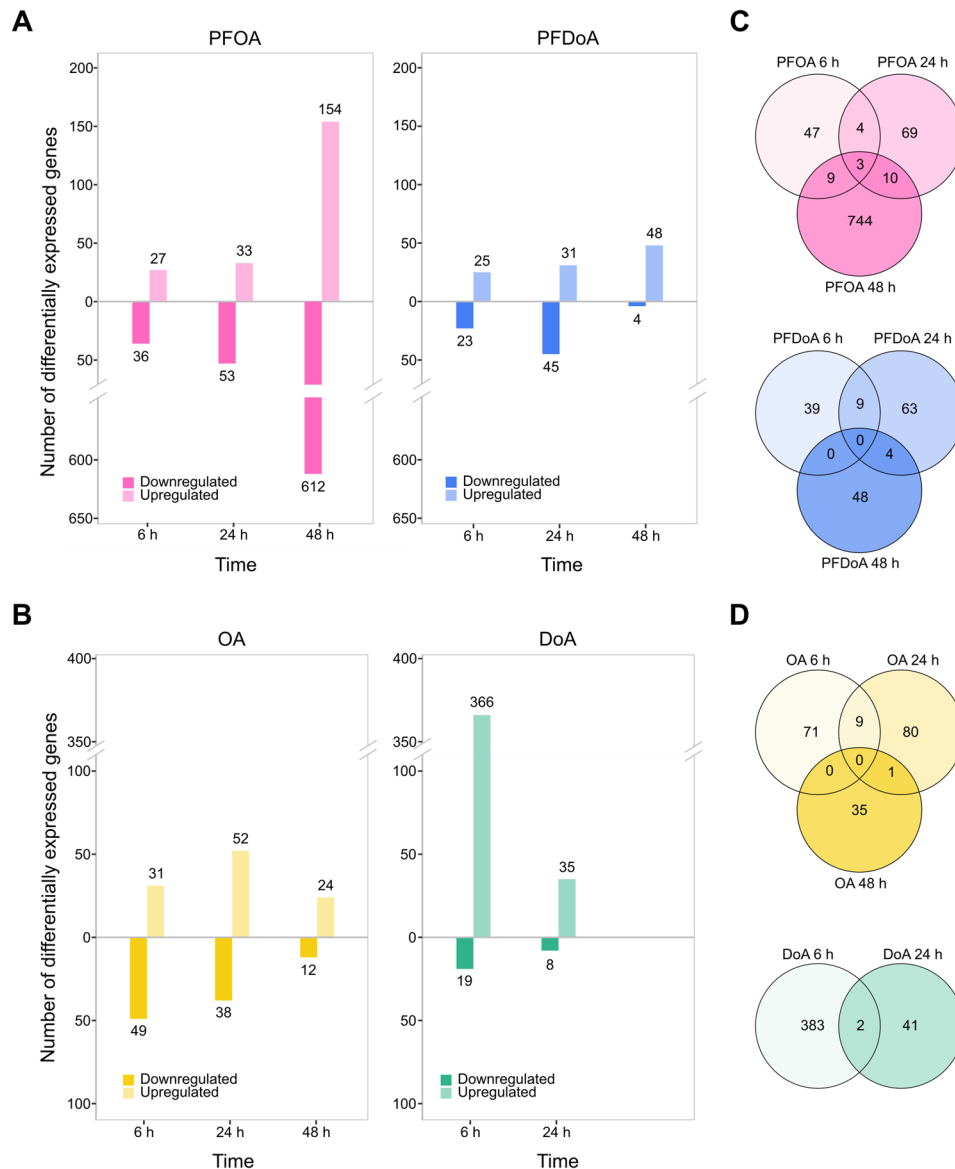 A
PFOA
PFDoA
Number of differentially expressed genes
200
150
100
50
0
50
600
650
27
33
154
36
53
612
25
31
48
23
45
4
Downregulated
Upregulated
Downregulated
Upregulated
6 h
24 h
48 h
6 h
24 h
48 h
Time
Time
C
PFOA 6 h
PFOA 24 h
47
4
69
3
9
10
744
PFOA 48 h
PFDoA 6 h
PFDoA 24 h
39
9
63
0
0
4
48
PFDoA 48 h
B
OA
DoA
Number of differentially expressed genes
400
350
100
50
0
50
100
31
52
24
49
38
12
366
35
19
8
Downregulated
Upregulated
Downregulated
Upregulated
6 h
24 h
48 h
6 h
24 h
Time
Time
D
OA 6 h
OA 24 h
71
9
80
0
0
1
35
OA 48 h
DoA 6 h
DoA 24 h
383
2
41